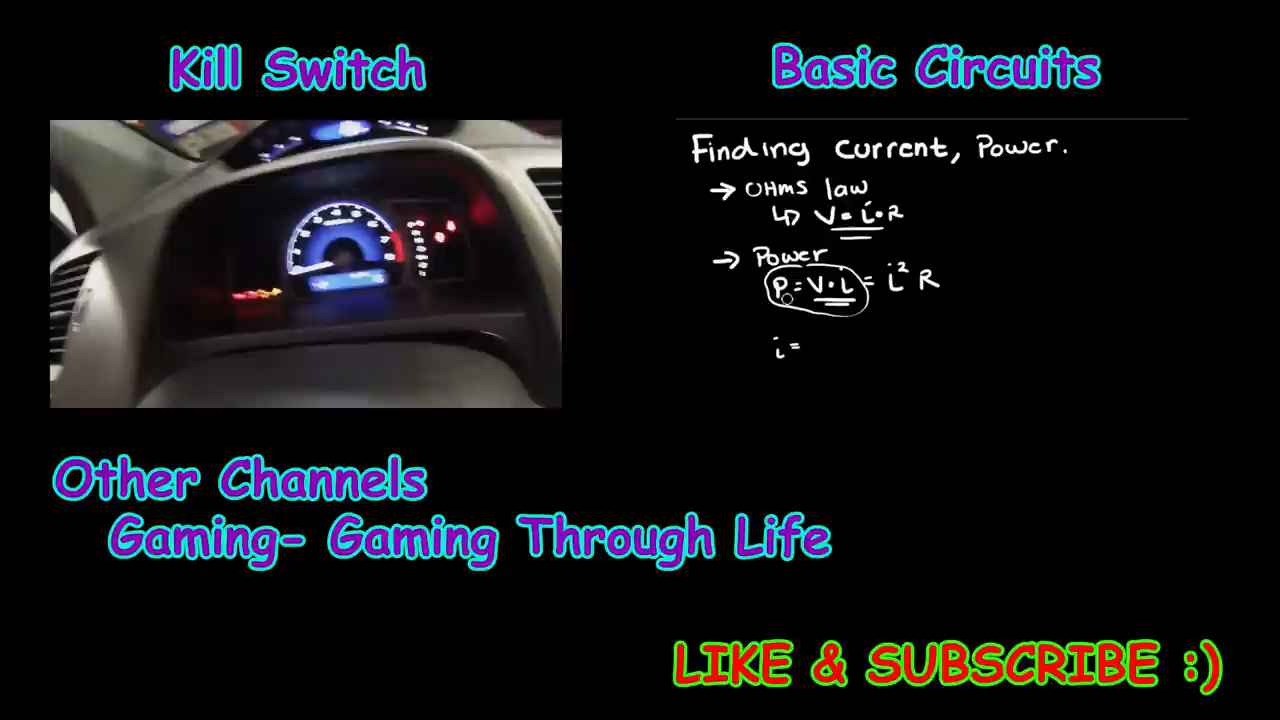 Kill Switch
Basic Circuits
Finding current, Power.
→ OHMS law
↳ V = i • R
→ Power
P = V • i = i² R
i =
Other Channels
Gaming- Gaming Through Life
LIKE & SUBSCRIBE :)